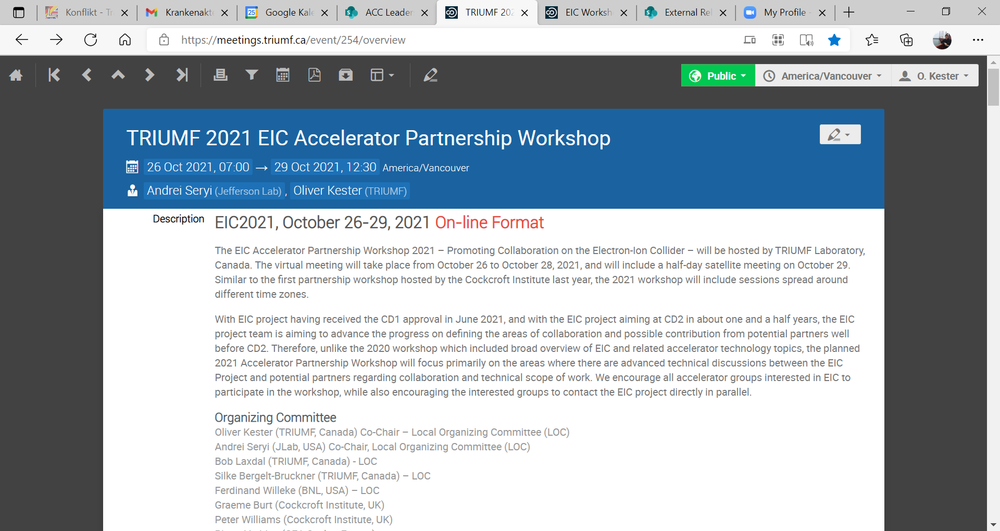 Konflikt - Tr
Krankenakt
25
Google Kale
ACC Leader
TRIUMF 202
EIC Worksh
External Rel
My Profile -
https://meetings.triumf.ca/event/254/overview
Public
America/Vancouver
O. Kester
TRIUMF 2021 EIC Accelerator Partnership Workshop
26 Oct 2021, 07:00 → 29 Oct 2021, 12:30 America/Vancouver
Andrei Seryi (Jefferson Lab) , Oliver Kester (TRIUMF)
Description
EIC2021, October 26-29, 2021 On-line Format
The EIC Accelerator Partnership Workshop 2021 – Promoting Collaboration on the Electron-Ion Collider – will be hosted by TRIUMF Laboratory,
Canada. The virtual meeting will take place from October 26 to October 28, 2021, and will include a half-day satellite meeting on October 29.
Similar to the first partnership workshop hosted by the Cockcroft Institute last year, the 2021 workshop will include sessions spread around
different time zones.
With EIC project having received the CD1 approval in June 2021, and with the EIC project aiming at CD2 in about one and a half years, the EIC
project team is aiming to advance the progress on defining the areas of collaboration and possible contribution from potential partners well
before CD2. Therefore, unlike the 2020 workshop which included broad overview of EIC and related accelerator technology topics, the planned
2021 Accelerator Partnership Workshop will focus primarily on the areas where there are advanced technical discussions between the EIC
Project and potential partners regarding collaboration and technical scope of work. We encourage all accelerator groups interested in EIC to
participate in the workshop, while also encouraging the interested groups to contact the EIC project directly in parallel.
Organizing Committee
Oliver Kester (TRIUMF, Canada) Co-Chair – Local Organizing Committee (LOC)
Andrei Seryi (JLab, USA) Co-Chair, Local Organizing Committee (LOC)
Bob Laxdal (TRIUMF, Canada) - LOC
Silke Bergelt-Bruckner (TRIUMF, Canada) – LOC
Ferdinand Willeke (BNL, USA) – LOC
Graeme Burt (Cockcroft Institute, UK)
Peter Williams (Cockcroft Institute, UK)